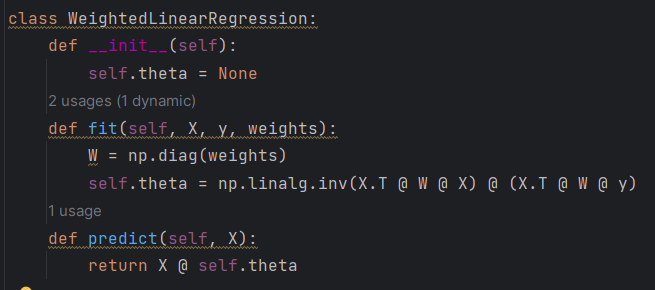 class WeightedLinearRegression:
    def __init__(self):
        self.theta = None
    2 usages (1 dynamic)
    def fit(self, X, y, weights):
        W = np.diag(weights)
        self.theta = np.linalg.inv(X.T @ W @ X) @ (X.T @ W @ y)
    1 usage
    def predict(self, X):
        return X @ self.theta